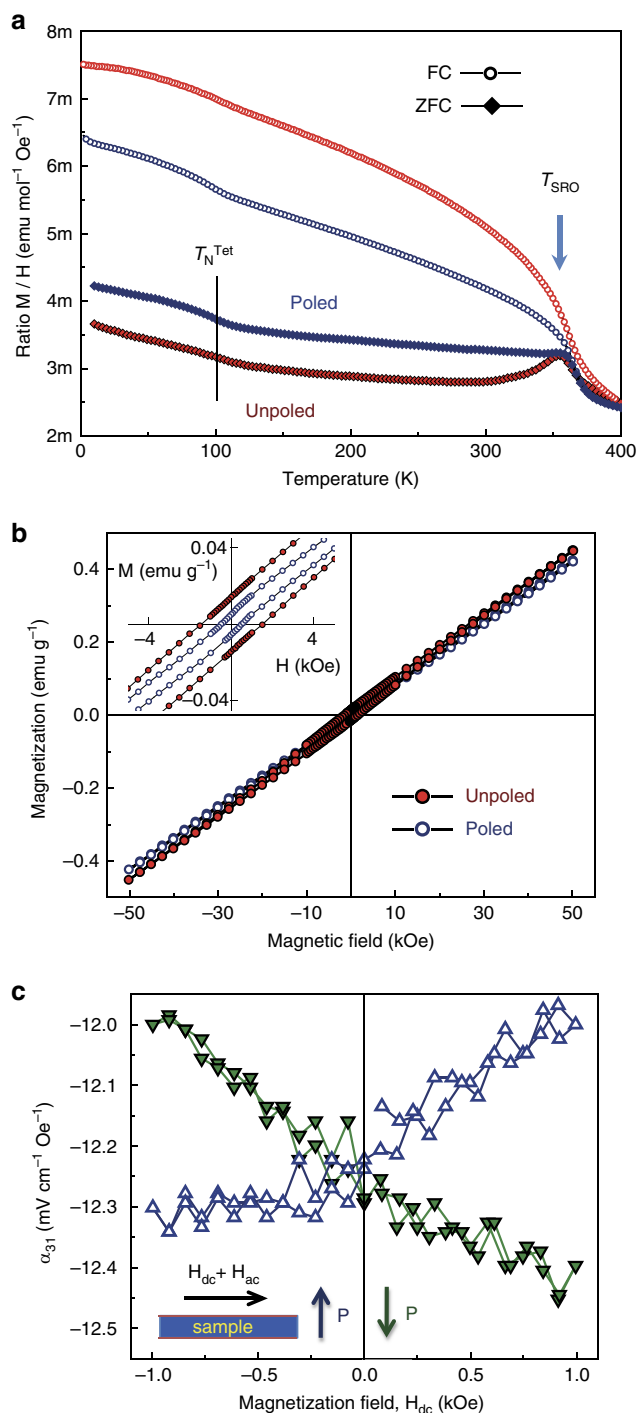 a
8m
7m
6m
5m
4m
3m
2m
Ratio M / H (emu mol⁻¹ Oe⁻¹)
FC
ZFC
T_SRO
T_N^Tet
Poled
Unpoled
0 100 200 300 400
Temperature (K)
b
0.4
0.2
0.0
−0.2
−0.4
Magnetization (emu g⁻¹)
0.04
M (emu g⁻¹)
−4 4
H (kOe)
−0.04
Unpoled
Poled
−50 −30 −10 10 30 50
Magnetic field (kOe)
c
−12.0
−12.1
−12.2
−12.3
−12.4
−12.5
α₃₁ (mV cm⁻¹ Oe⁻¹)
H_dc + H_ac
sample
P
P
−1.0 −0.5 0.0 0.5 1.0
Magnetization field, H_dc (kOe)